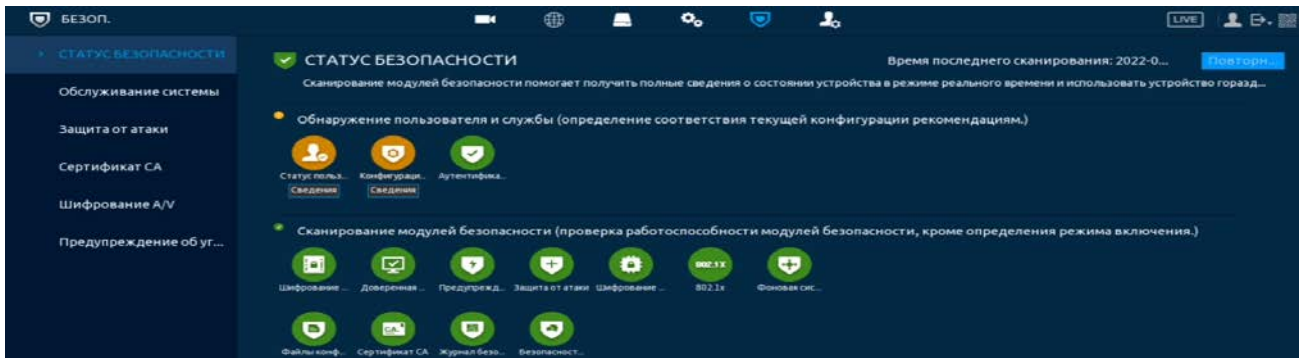 БЕЗОП.
LIVE
СТАТУС БЕЗОПАСНОСТИ
Обслуживание системы
Защита от атаки
Сертификат CA
Шифрование A/V
Предупреждение об уг...
СТАТУС БЕЗОПАСНОСТИ
Время последнего сканирования: 2022-0...
Повторн...
Сканирование модулей безопасности помогает получить полные сведения о состоянии устройства в режиме реального времени и использовать устройство горазд...
Обнаружение пользователя и службы (определение соответствия текущей конфигурации рекомендациям.)
Статус польз... Конфигураци... Аутентифика...
Сведения Сведения
Сканирование модулей безопасности (проверка работоспособности модулей безопасности, кроме определения режима включения.)
802.1X
Шифрование ... Доверенная ... Предупрежд... Защита от атаки Шифрование ... 802.1x Фоновая сис...
CA
Файлы конф... Сертификат CA Журнал безо... Безопасност...